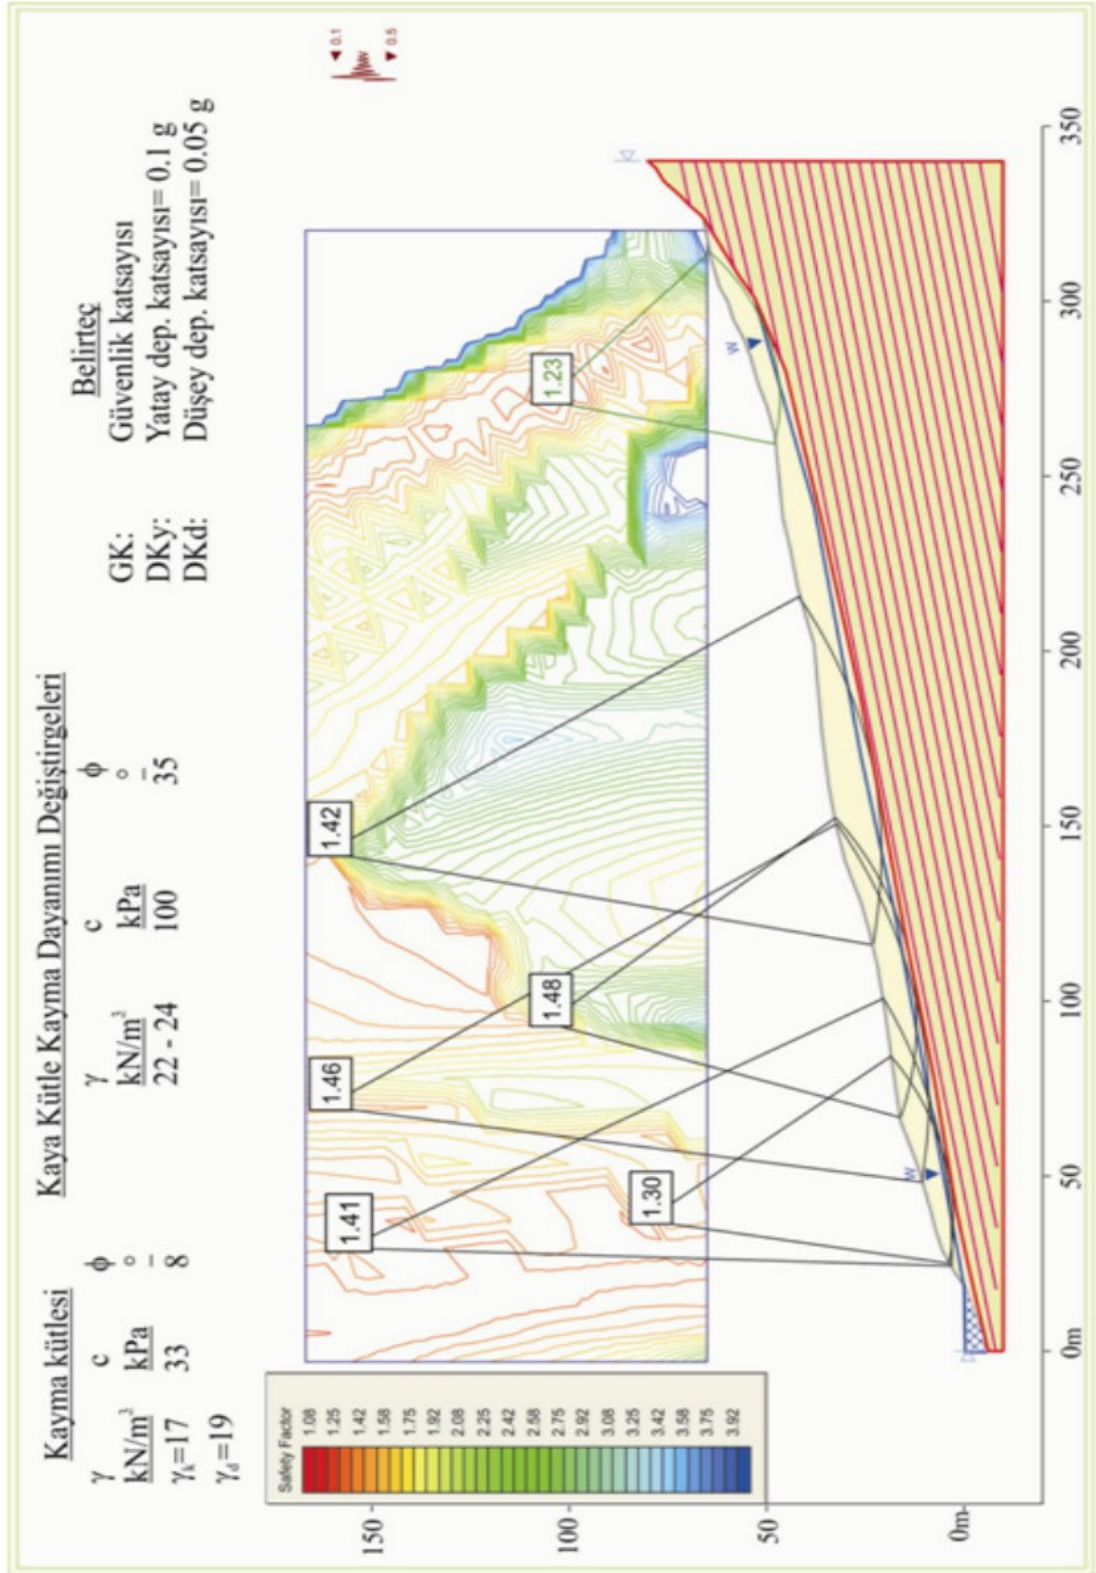 Kayma kütlesi
γ c ϕ
kN/m³ kPa °
γk=17 33 8
γd=19
Kaya Kütle Kayma Dayanımı Değiştirgeleri
γ c ϕ
kN/m³ kPa °
22 - 24 100 35
Belirteç
GK: Güvenlik katsayısı
DKy: Yatay dep. katsayısı= 0.1 g
DKd: Düşey dep. katsayısı= 0.05 g
◀ 0.1
▼ 0.5
Safety Factor
1.08
1.25
1.42
1.58
1.75
1.92
2.08
2.25
2.42
2.58
2.75
2.92
3.08
3.25
3.42
3.58
3.75
3.92
1.41
1.46
1.42
1.30
1.48
1.23
W
W
150
100
50
0m
0m
50
100
150
200
250
300
350